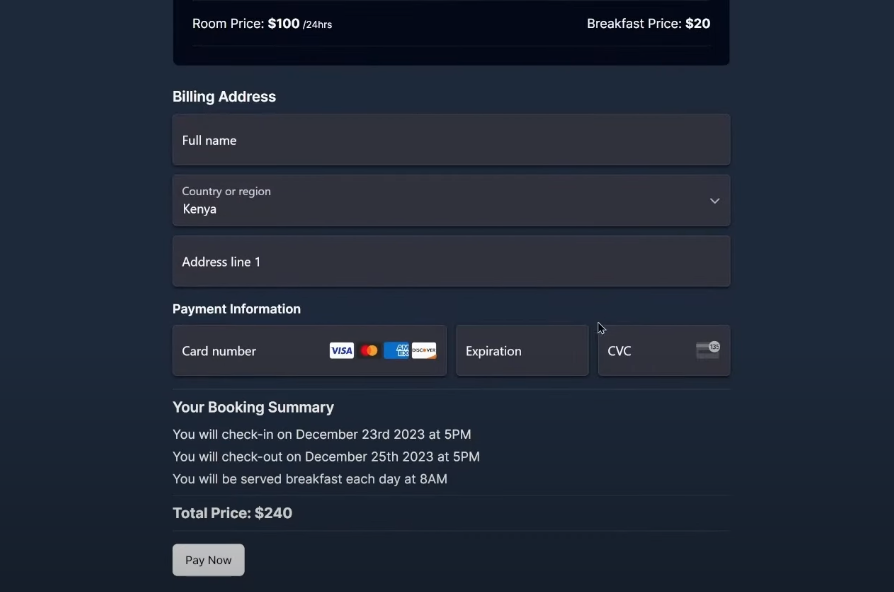 Room Price: $100 /24hrs Breakfast Price: $20
Billing Address
Full name
Country or region
Kenya
Address line 1
Payment Information
Card number VISA AMEX DISCOVER Expiration CVC 135
Your Booking Summary
You will check-in on December 23rd 2023 at 5PM
You will check-out on December 25th 2023 at 5PM
You will be served breakfast each day at 8AM
Total Price: $240
Pay Now